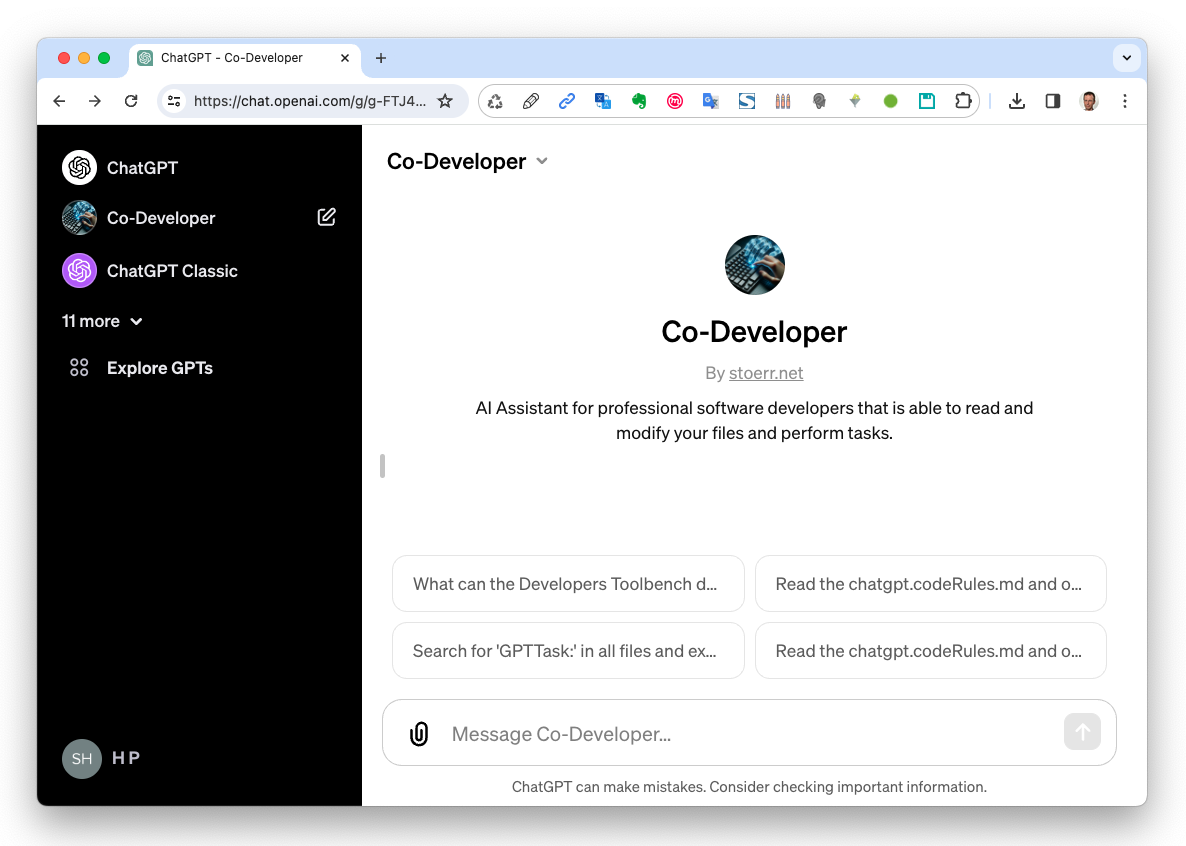 ChatGPT - Co-Developer
https://chat.openai.com/g/g-FTJ4...
ChatGPT
Co-Developer
ChatGPT Classic
11 more
Explore GPTs
SH
H P
Co-Developer
Co-Developer
By stoerr.net
AI Assistant for professional software developers that is able to read and
modify your files and perform tasks.
What can the Developers Toolbench d...
Read the chatgpt.codeRules.md and o...
Search for 'GPTTask:' in all files and ex...
Read the chatgpt.codeRules.md and o...
Message Co-Developer...
ChatGPT can make mistakes. Consider checking important information.